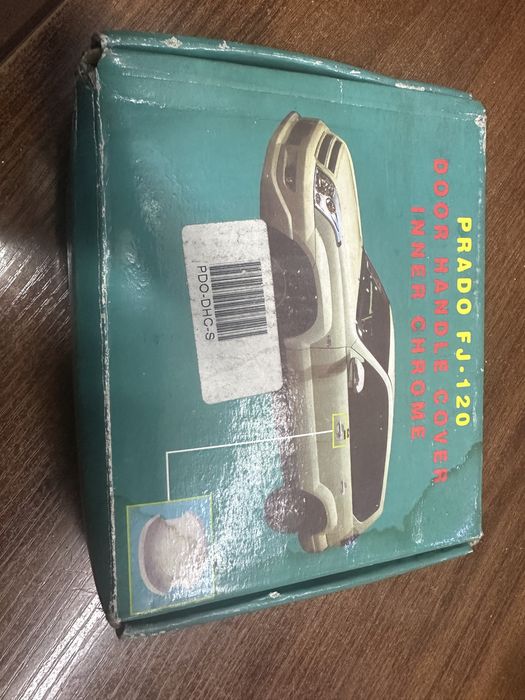 PRADO FJ·120
DOOR HANDLE COVER
INNER CHROME
PDO-DHC-S